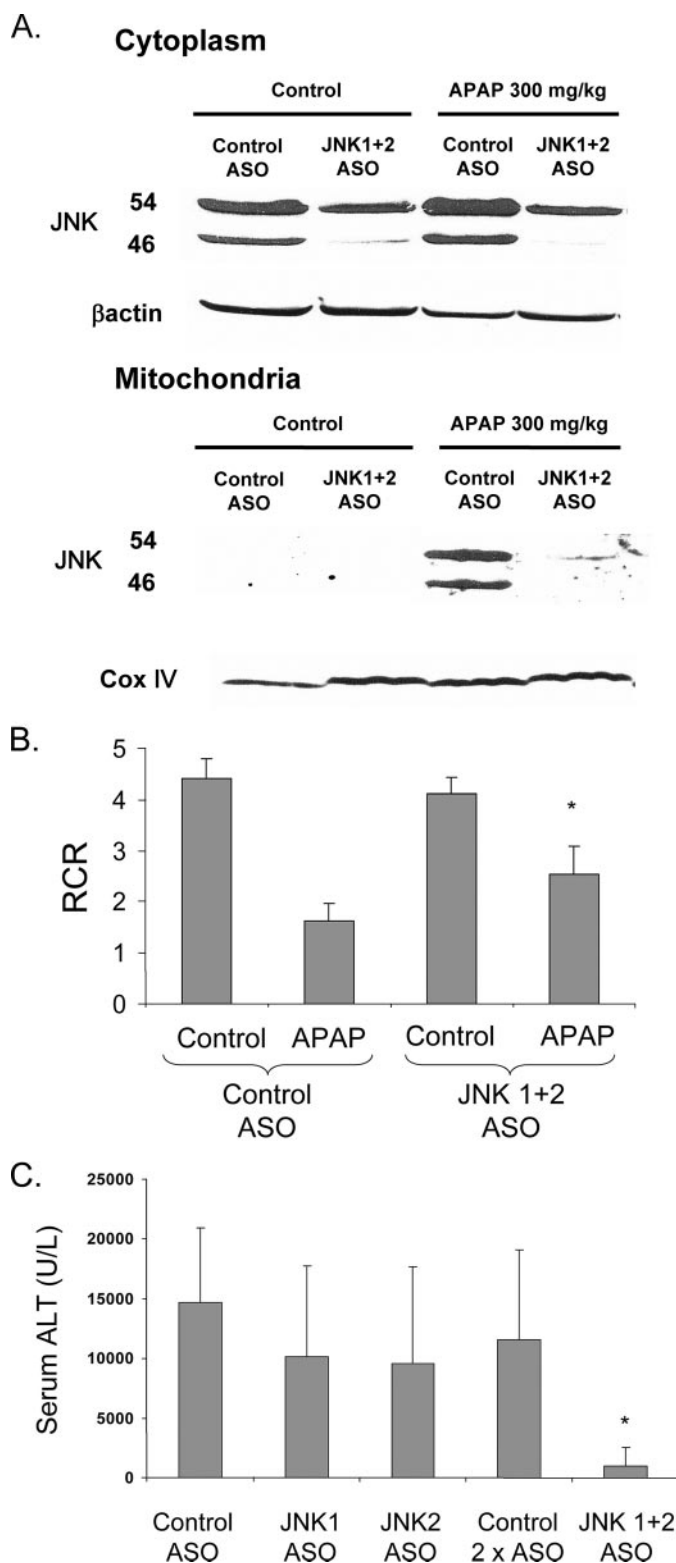 A.
Cytoplasm
Control APAP 300 mg/kg
Control ASO JNK1+2 ASO Control ASO JNK1+2 ASO
JNK 54
46
βactin
Mitochondria
Control APAP 300 mg/kg
Control ASO JNK1+2 ASO Control ASO JNK1+2 ASO
JNK 54
46
Cox IV
B.
RCR
5
4
3
2
1
0
Control APAP Control APAP
Control ASO JNK 1+2 ASO
*
C.
Serum ALT (U/L)
25000
20000
15000
10000
5000
0
*
Control ASO JNK1 ASO JNK2 ASO Control 2 x ASO JNK 1+2 ASO